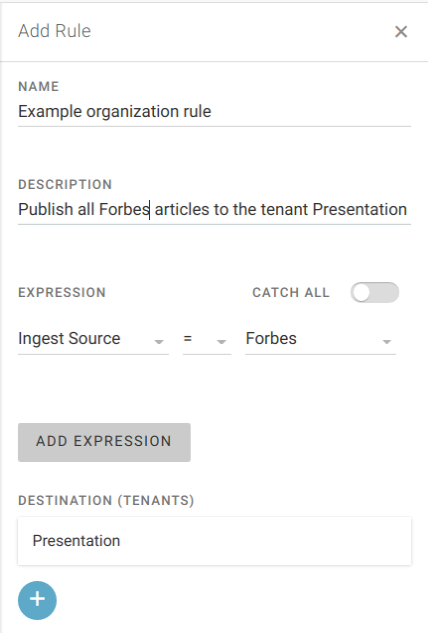 Add Rule ×
NAME
Example organization rule
DESCRIPTION
Publish all Forbes articles to the tenant Presentation
EXPRESSION CATCH ALL
Ingest Source = Forbes
ADD EXPRESSION
DESTINATION (TENANTS)
Presentation
+